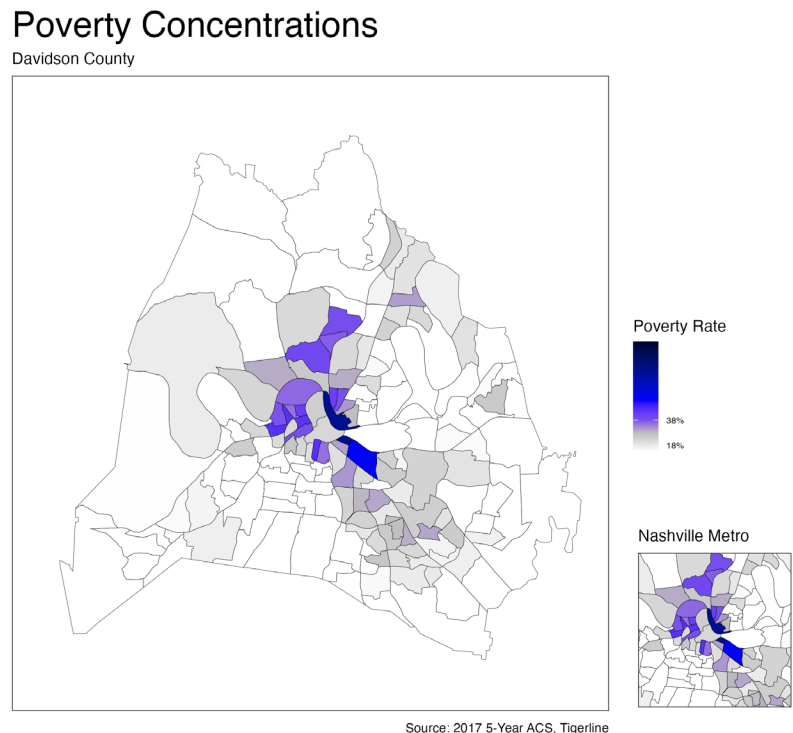 Poverty Concentrations
Davidson County
Poverty Rate
38%
18%
Nashville Metro
Source: 2017 5-Year ACS, Tigerline